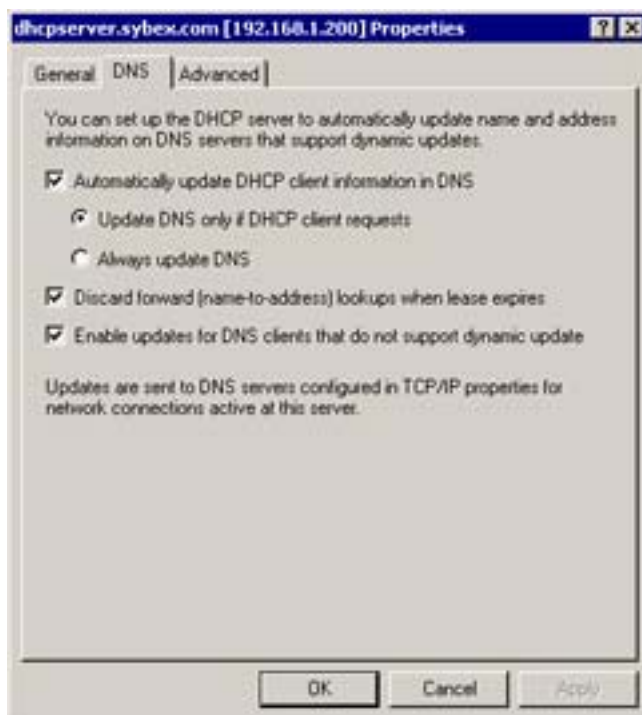 dhcpserver.sybex.com [192.168.1.200] Properties
General DNS Advanced
You can set up the DHCP server to automatically update name and address
information on DNS servers that support dynamic updates.
Automatically update DHCP client information in DNS
Update DNS only if DHCP client requests
Always update DNS
Discard forward (name-to-address) lookups when lease expires
Enable updates for DNS clients that do not support dynamic update
Updates are sent to DNS servers configured in TCP/IP properties for
network connections active at this server.
OK Cancel Apply